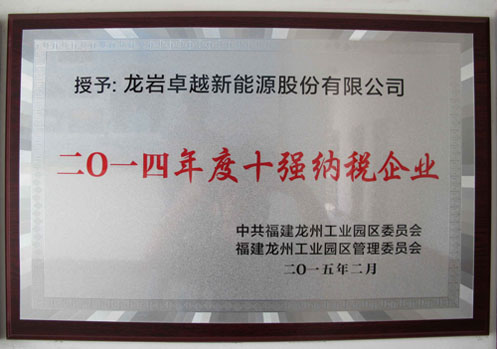 授予: 龙岩卓越新能源股份有限公司
二〇一四年度十强纳税企业
中共福建龙州工业园区委员会
福建龙州工业园区管理委员会
二〇一五年二月